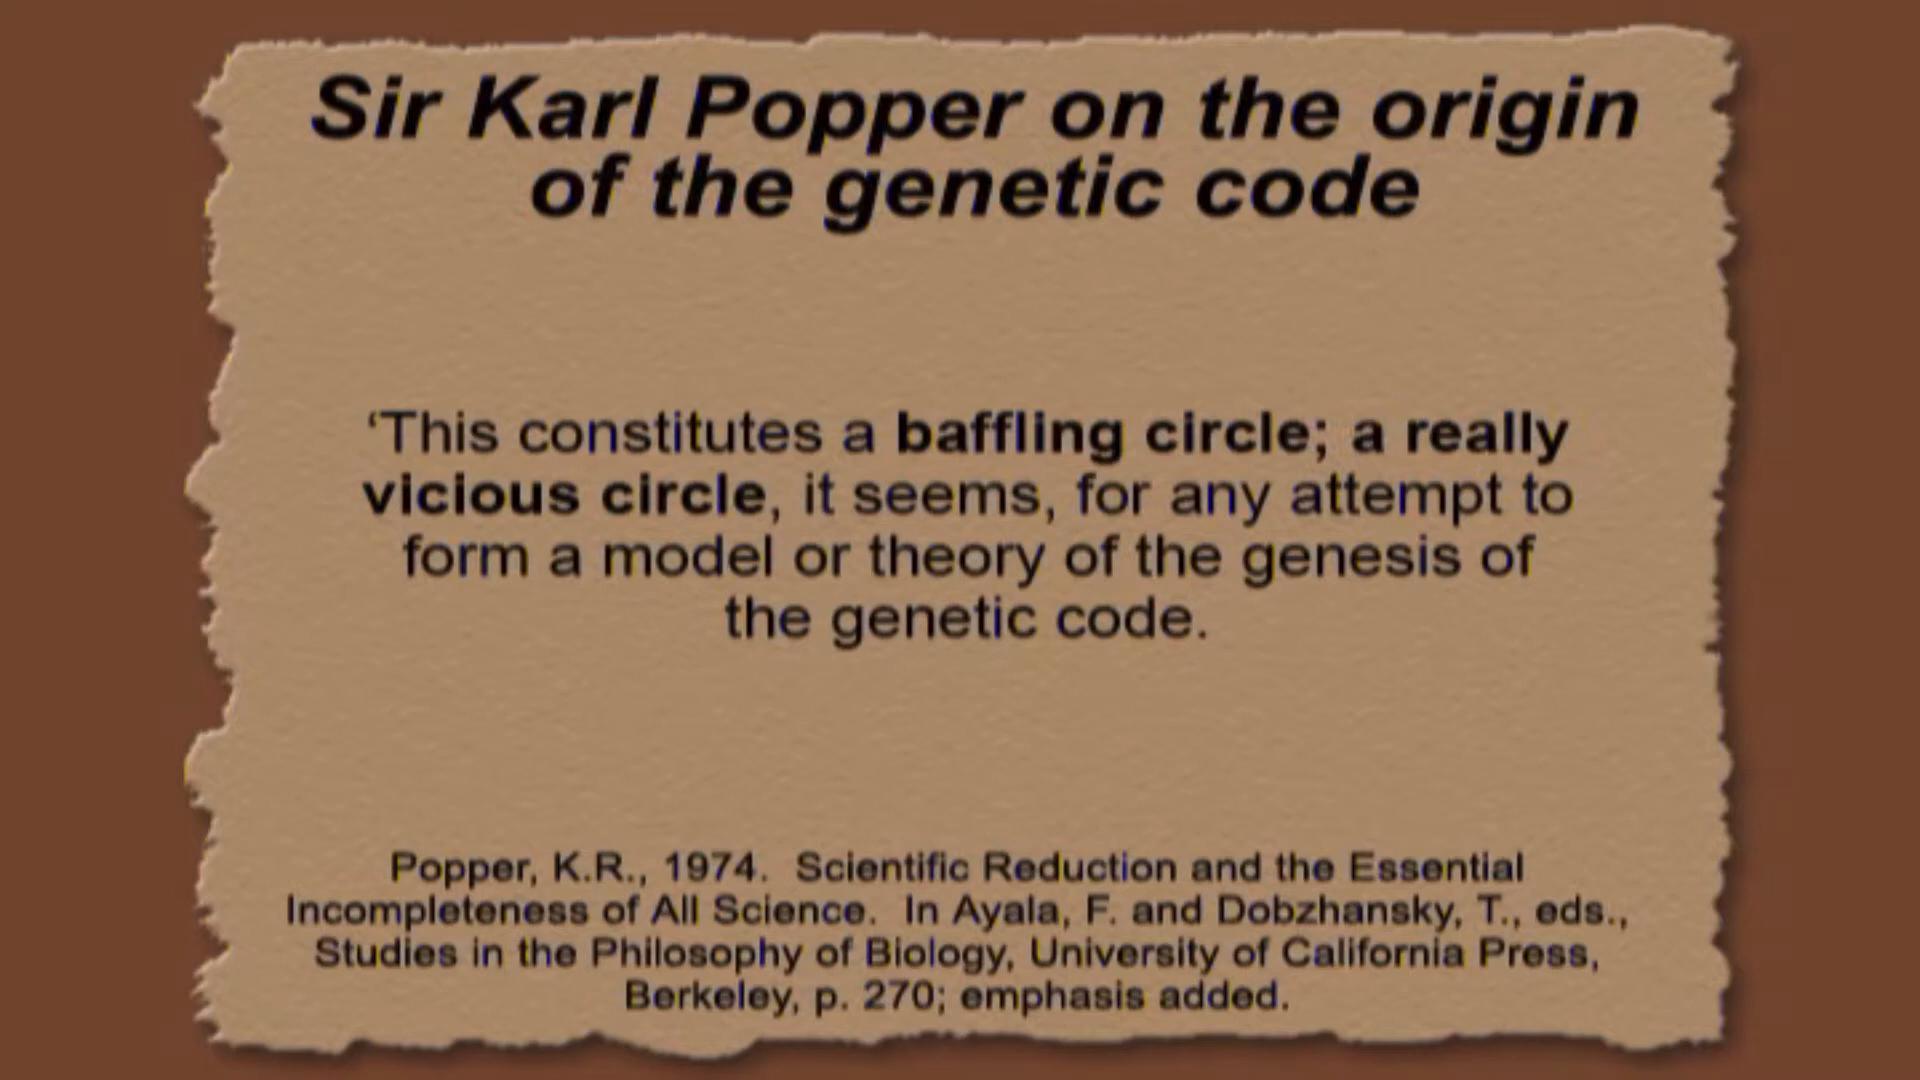 Sir Karl Popper on the origin
of the genetic code
‘This constitutes a baffling circle; a really
vicious circle, it seems, for any attempt to
form a model or theory of the genesis of
the genetic code.
Popper, K.R., 1974.  Scientific Reduction and the Essential
Incompleteness of All Science.  In Ayala, F. and Dobzhansky, T., eds.,
Studies in the Philosophy of Biology, University of California Press,
Berkeley, p. 270; emphasis added.